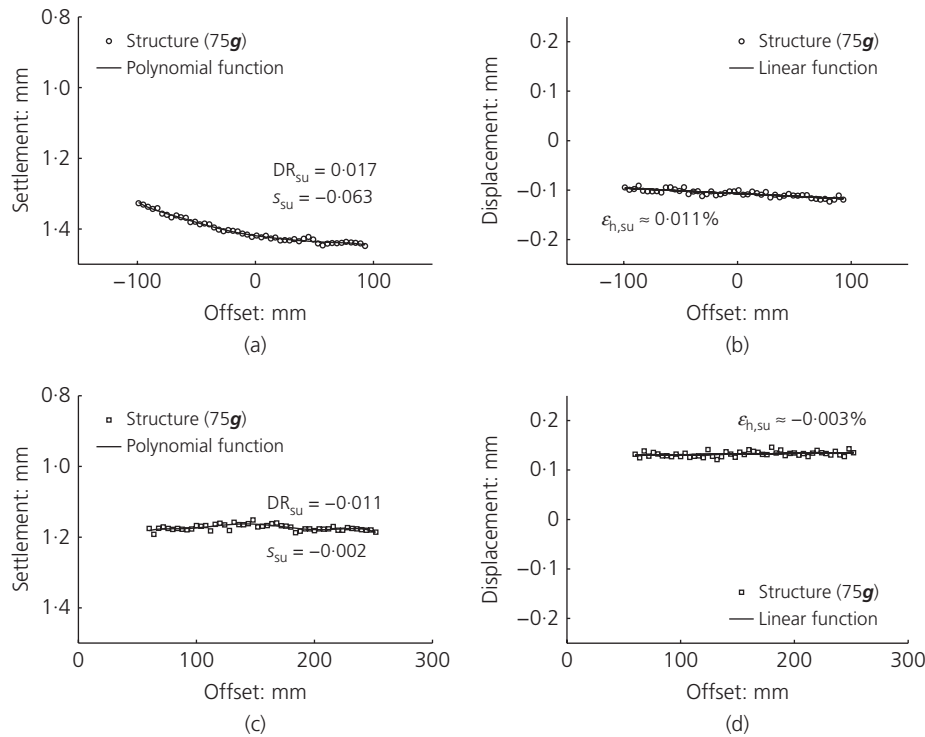 0·8
Structure (75g)
Polynomial function
1·0
Settlement: mm
1·2
DR_su = 0·017
s_su = −0·063
1·4
−100 0 100
Offset: mm
(a)
0·2
Structure (75g)
Linear function
0·1
Displacement: mm
0
−0·1
ε_h,su ≈ 0·011%
−0·2
−100 0 100
Offset: mm
(b)
0·8
Structure (75g)
Polynomial function
1·0
Settlement: mm
DR_su = −0·011
1·2
s_su = −0·002
1·4
0 100 200 300
Offset: mm
(c)
0·2
ε_h,su ≈ −0·003%
0·1
Displacement: mm
0
−0·1
Structure (75g)
−0·2
Linear function
0 100 200 300
Offset: mm
(d)